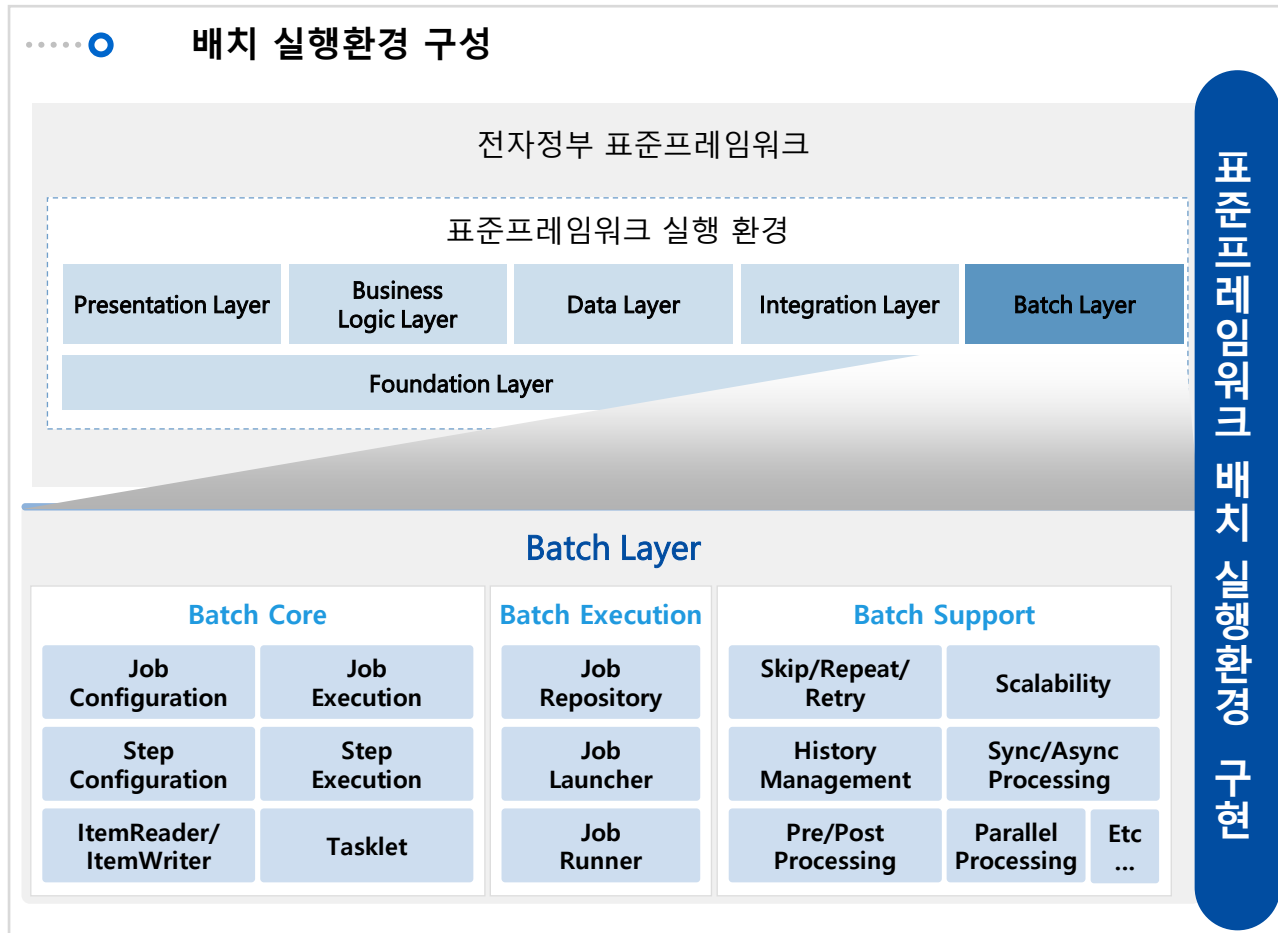 배치 실행환경 구성
전자정부 표준프레임워크
표준프레임워크 실행 환경
Presentation Layer
Business
Logic Layer
Data Layer
Integration Layer
Batch Layer
Foundation Layer
Batch Layer
Batch Core
Job
Configuration
Job
Execution
Step
Configuration
Step
Execution
ItemReader/
ItemWriter
Tasklet
Batch Execution
Job
Repository
Job
Launcher
Job
Runner
Batch Support
Skip/Repeat/
Retry
Scalability
History
Management
Sync/Async
Processing
Pre/Post
Processing
Parallel
Processing
Etc
...
표준프레임워크 배치 실행환경 구현